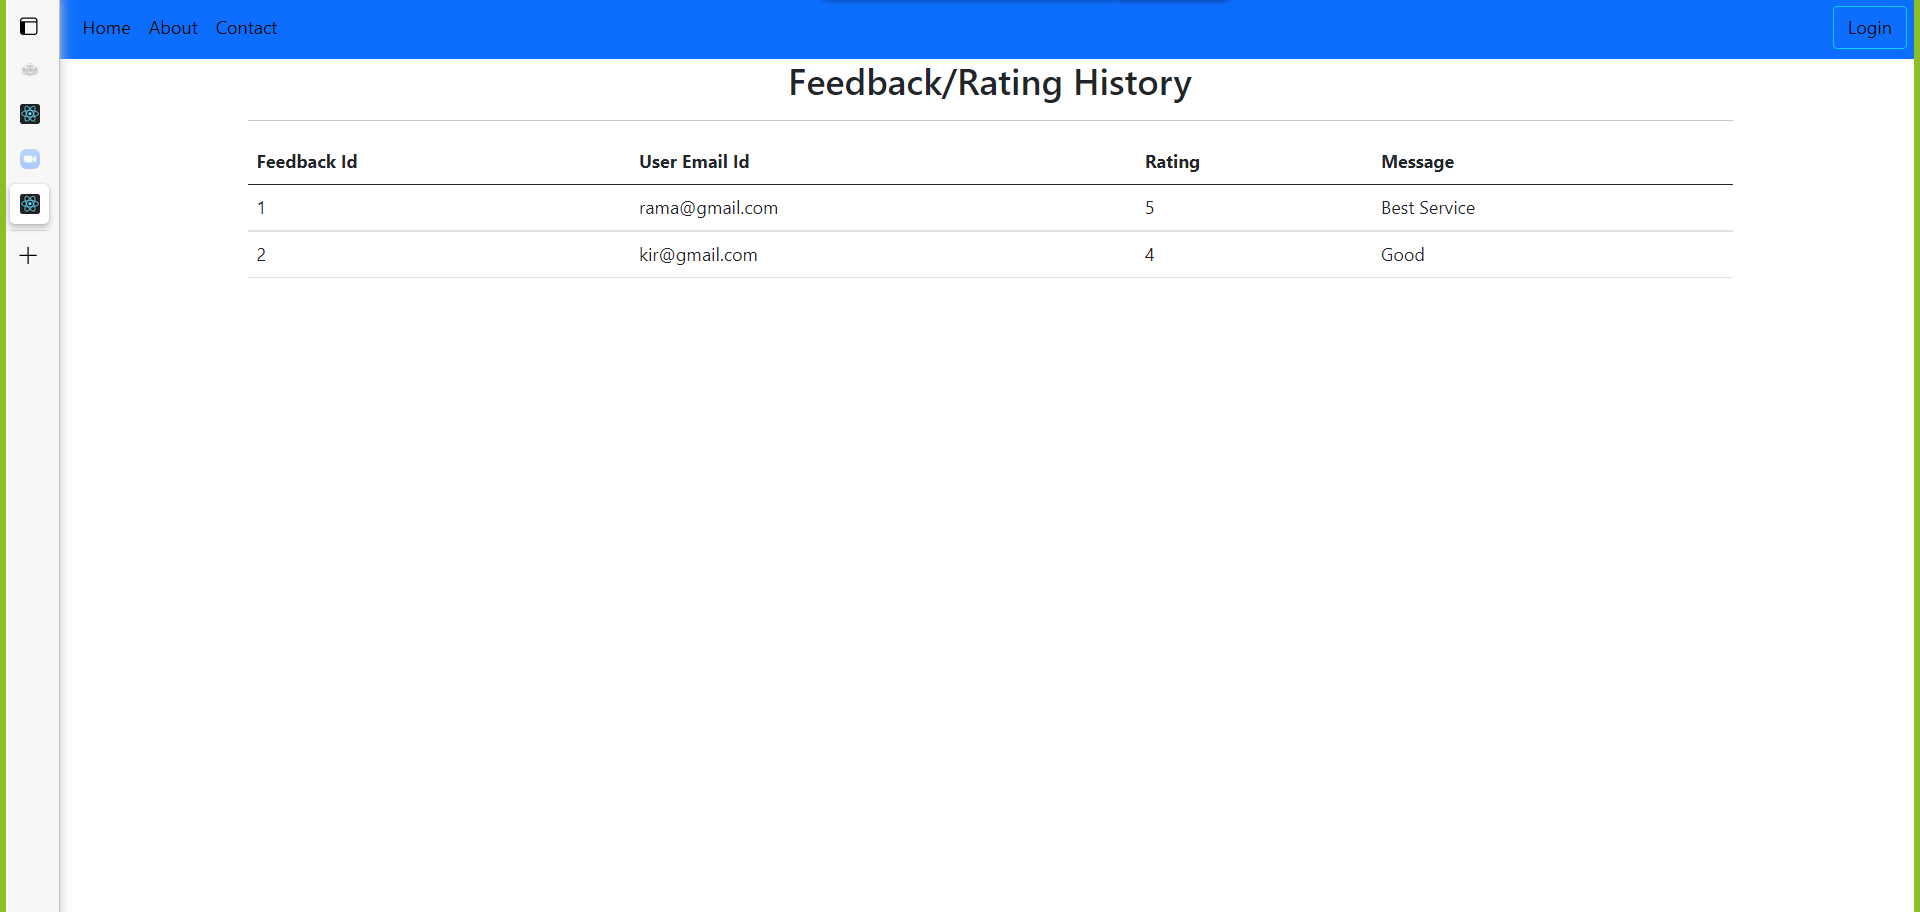 Home About Contact Login
Feedback/Rating History
Feedback Id User Email Id Rating Message
1 rama@gmail.com 5 Best Service
2 kir@gmail.com 4 Good